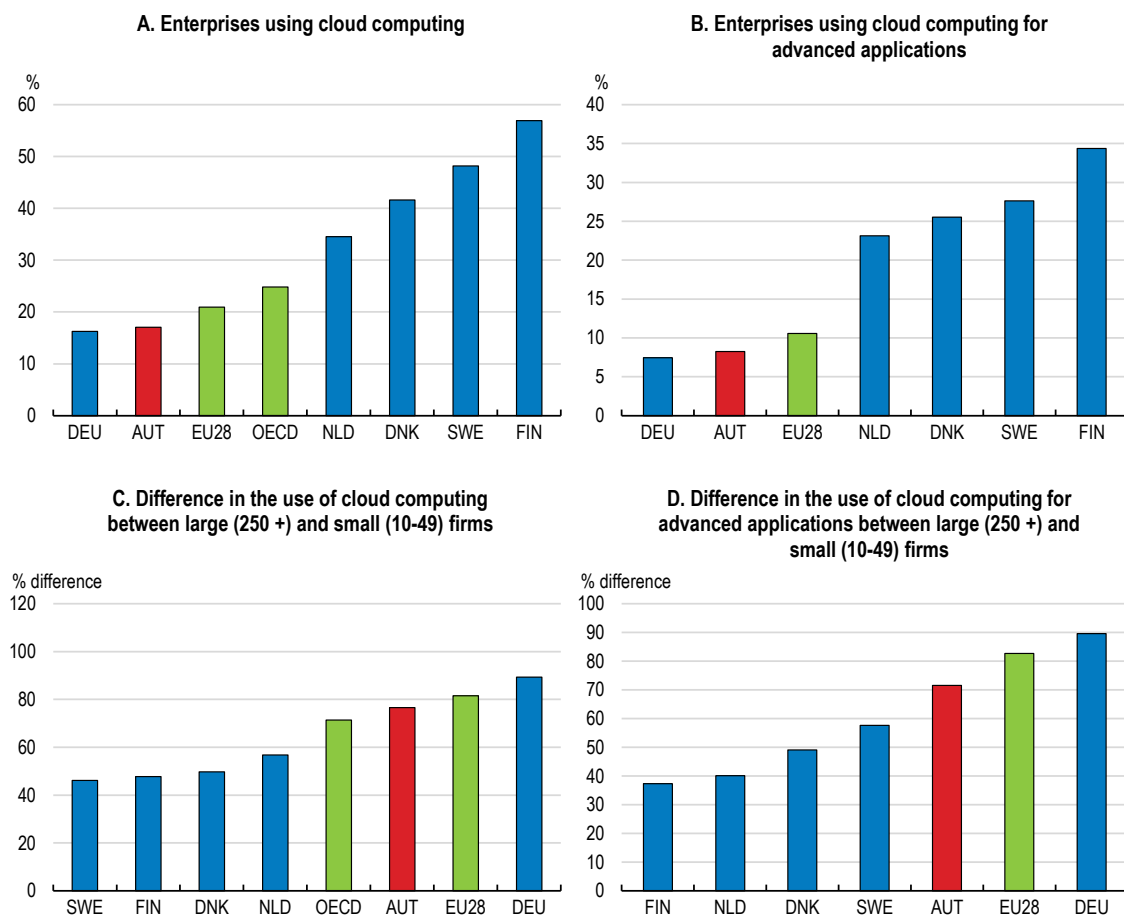 A. Enterprises using cloud computing
%
60
50
40
30
20
10
0
DEU AUT EU28 OECD NLD DNK SWE FIN
B. Enterprises using cloud computing for
advanced applications
%
40
35
30
25
20
15
10
5
0
DEU AUT EU28 NLD DNK SWE FIN
C. Difference in the use of cloud computing
between large (250 +) and small (10-49) firms
% difference
120
100
80
60
40
20
0
SWE FIN DNK NLD OECD AUT EU28 DEU
D. Difference in the use of cloud computing for
advanced applications between large (250 +) and
small (10-49) firms
% difference
100
90
80
70
60
50
40
30
20
10
0
FIN NLD DNK SWE AUT EU28 DEU